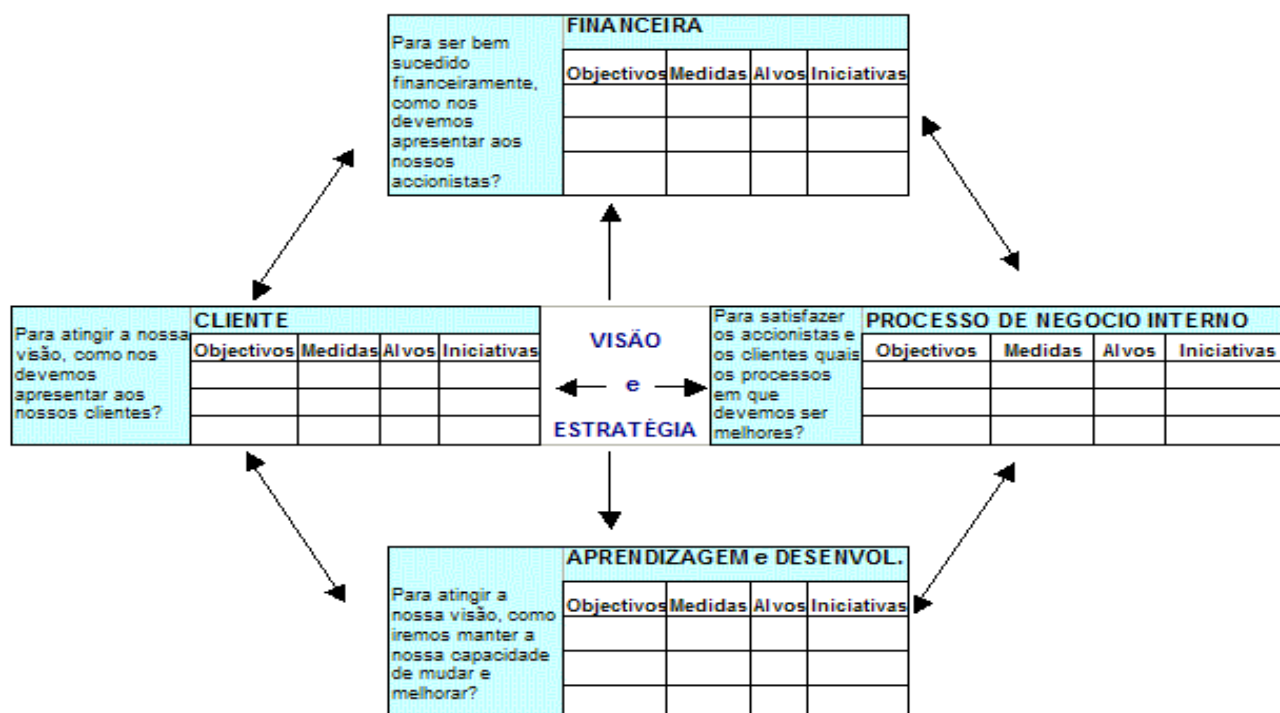 FINANCEIRA
Para ser bem
sucedido
financeiramente,
como nos
devemos
apresentar aos
nossos
accionistas?
Objectivos Medidas Alvos Iniciativas
CLIENTE
Para atingir a nossa
visão, como nos
devemos
apresentar aos
nossos clientes?
Objectivos Medidas Alvos Iniciativas
VISÃO
e
ESTRATÉGIA
Para satisfazer
os accionistas e
os clientes quais
os processos
em que
devemos ser
melhores?
PROCESSO DE NEGOCIO INTERNO
Objectivos Medidas Alvos Iniciativas
APRENDIZAGEM e DESENVOL.
Para atingir a
nossa visão, como
iremos manter a
nossa capacidade
de mudar e
melhorar?
Objectivos Medidas Alvos Iniciativas